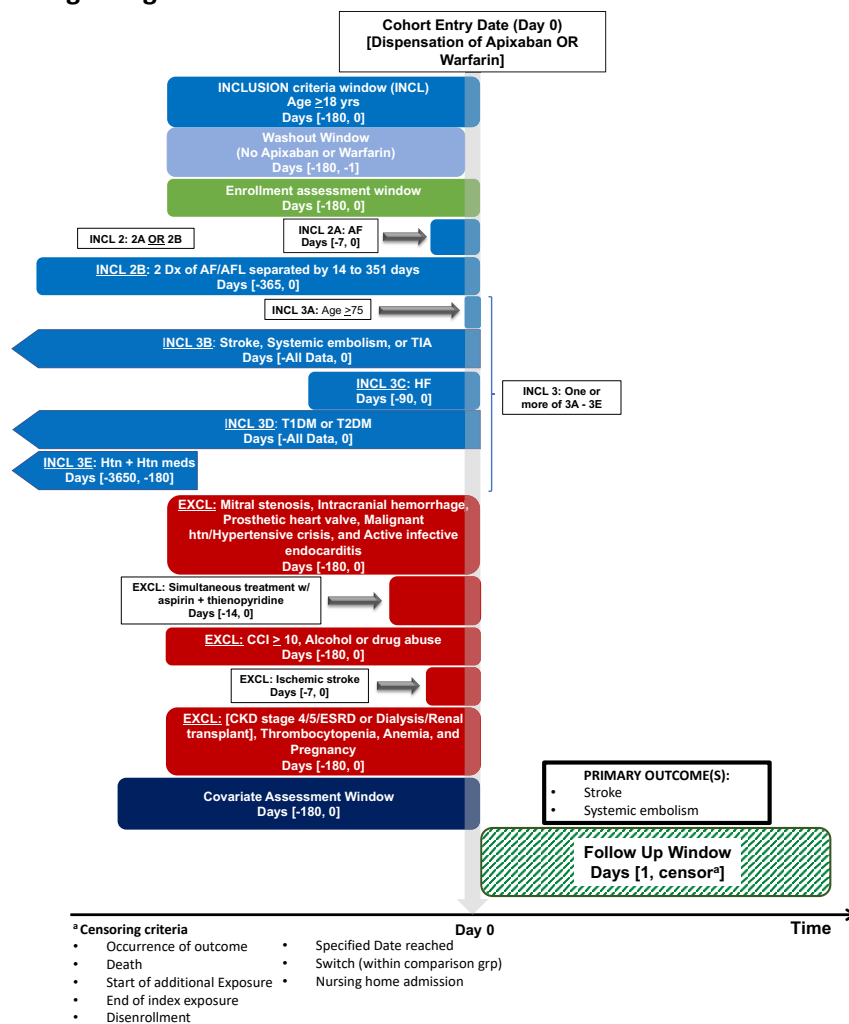 Cohort Entry Date (Day 0)
[Dispensation of Apixaban OR
Warfarin]
INCLUSION criteria window (INCL)
Age ≥18 yrs
Days [-180, 0]
Washout Window
(No Apixaban or Warfarin)
Days [-180, -1]
Enrollment assessment window
Days [-180, 0]
INCL 2: 2A OR 2B
INCL 2A: AF
Days [-7, 0]
INCL 2B: 2 Dx of AF/AFL separated by 14 to 351 days
Days [-365, 0]
INCL 3A: Age ≥75
INCL 3B: Stroke, Systemic embolism, or TIA
Days [-All Data, 0]
INCL 3C: HF
Days [-90, 0]
INCL 3: One or
more of 3A - 3E
INCL 3D: T1DM or T2DM
Days [-All Data, 0]
INCL 3E: Htn + Htn meds
Days [-3650, -180]
EXCL: Mitral stenosis, Intracranial hemorrhage,
Prosthetic heart valve, Malignant
htn/Hypertensive crisis, and Active infective
endocarditis
Days [-180, 0]
EXCL: Simultaneous treatment w/
aspirin + thienopyridine
Days [-14, 0]
EXCL: CCI ≥ 10, Alcohol or drug abuse
Days [-180, 0]
EXCL: Ischemic stroke
Days [-7, 0]
EXCL: [CKD stage 4/5/ESRD or Dialysis/Renal
transplant], Thrombocytopenia, Anemia, and
Pregnancy
Days [-180, 0]
Covariate Assessment Window
Days [-180, 0]
PRIMARY OUTCOME(S):
• Stroke
• Systemic embolism
Follow Up Window
Days [1, censorᵃ]
Day 0
Time
ᵃ Censoring criteria
• Occurrence of outcome
• Death
• Start of additional Exposure
• End of index exposure
• Disenrollment
• Specified Date reached
• Switch (within comparison grp)
• Nursing home admission